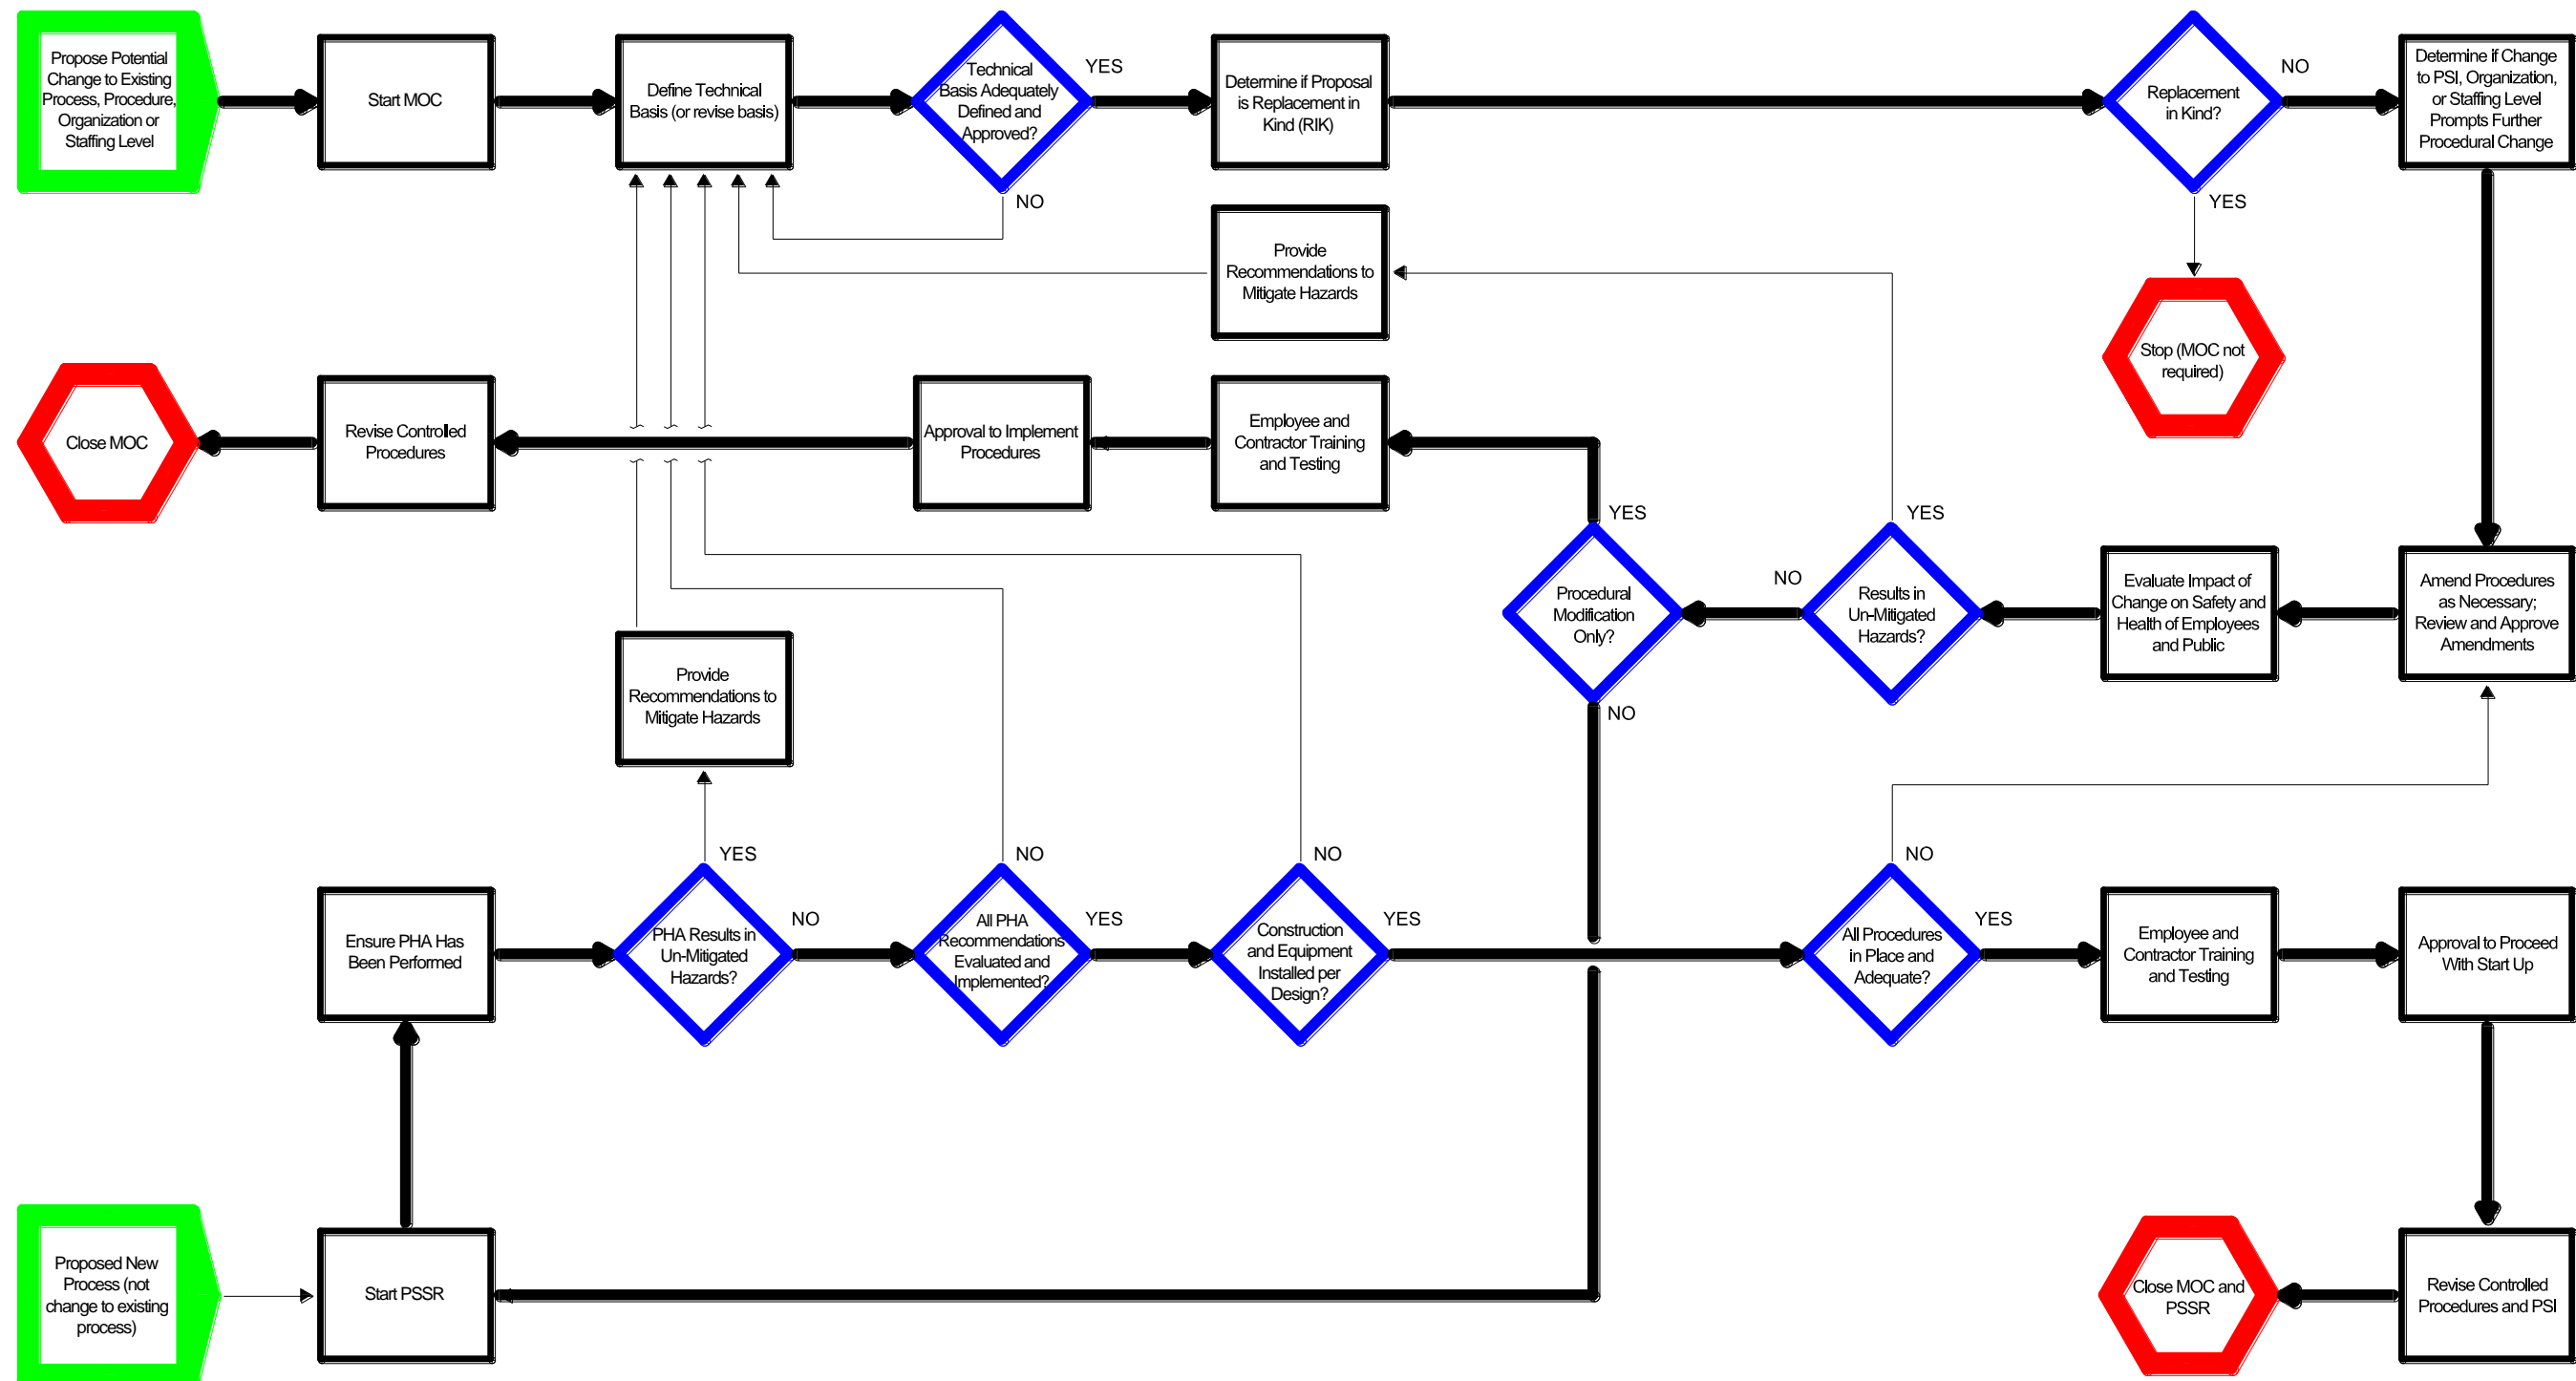 Propose Potential
Change to Existing
Process, Procedure,
Organization or
Staffing Level
Start MOC
Define Technical
Basis (or revise basis)
Technical
Basis Adequately
Defined and
Approved?
YES
NO
Determine if Proposal
is Replacement in
Kind (RIK)
Replacement
in Kind?
NO
YES
Determine if Change
to PSI, Organization,
or Staffing Level
Prompts Further
Procedural Change
Provide
Recommendations to
Mitigate Hazards
Stop (MOC not
required)
Close MOC
Revise Controlled
Procedures
Approval to Implement
Procedures
Employee and
Contractor Training
and Testing
YES
Procedural
Modification
Only?
NO
NO
YES
Results in
Un-Mitigated
Hazards?
Evaluate Impact of
Change on Safety and
Health of Employees
and Public
Amend Procedures
as Necessary;
Review and Approve
Amendments
Provide
Recommendations to
Mitigate Hazards
Ensure PHA Has
Been Performed
YES
PHA Results in
Un-Mitigated
Hazards?
NO
NO
All PHA
Recommendations
Evaluated and
Implemented?
YES
NO
Construction
and Equipment
Installed per
Design?
YES
NO
All Procedures
in Place and
Adequate?
YES
Employee and
Contractor Training
and Testing
Approval to Proceed
With Start Up
Proposed New
Process (not
change to existing
process)
Start PSSR
Close MOC and
PSSR
Revise Controlled
Procedures and PSI